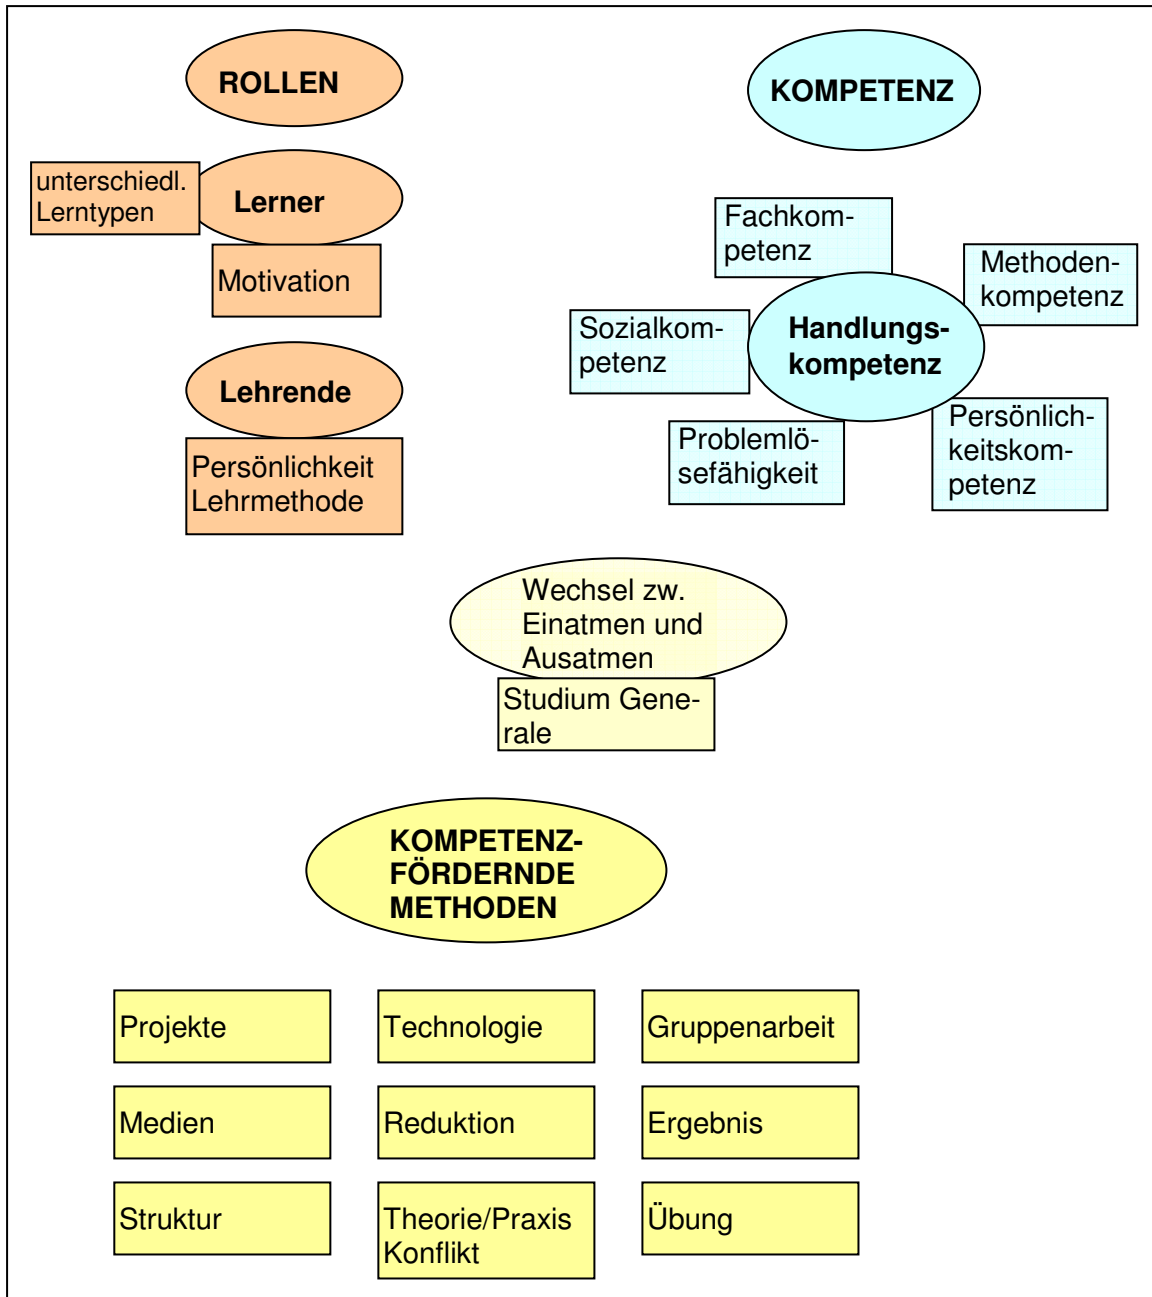 ROLLEN
unterschiedl.
Lerntypen
Lerner
Motivation
Lehrende
Persönlichkeit
Lehrmethode
KOMPETENZ
Fachkom-
petenz
Methoden-
kompetenz
Sozialkom-
petenz
Handlungs-
kompetenz
Problemlö-
sefähigkeit
Persönlich-
keitskom-
petenz
Wechsel zw.
Einatmen und
Ausatmen
Studium Gene-
rale
KOMPETENZ-
FÖRDERNDE
METHODEN
Projekte
Technologie
Gruppenarbeit
Medien
Reduktion
Ergebnis
Struktur
Theorie/Praxis
Konflikt
Übung